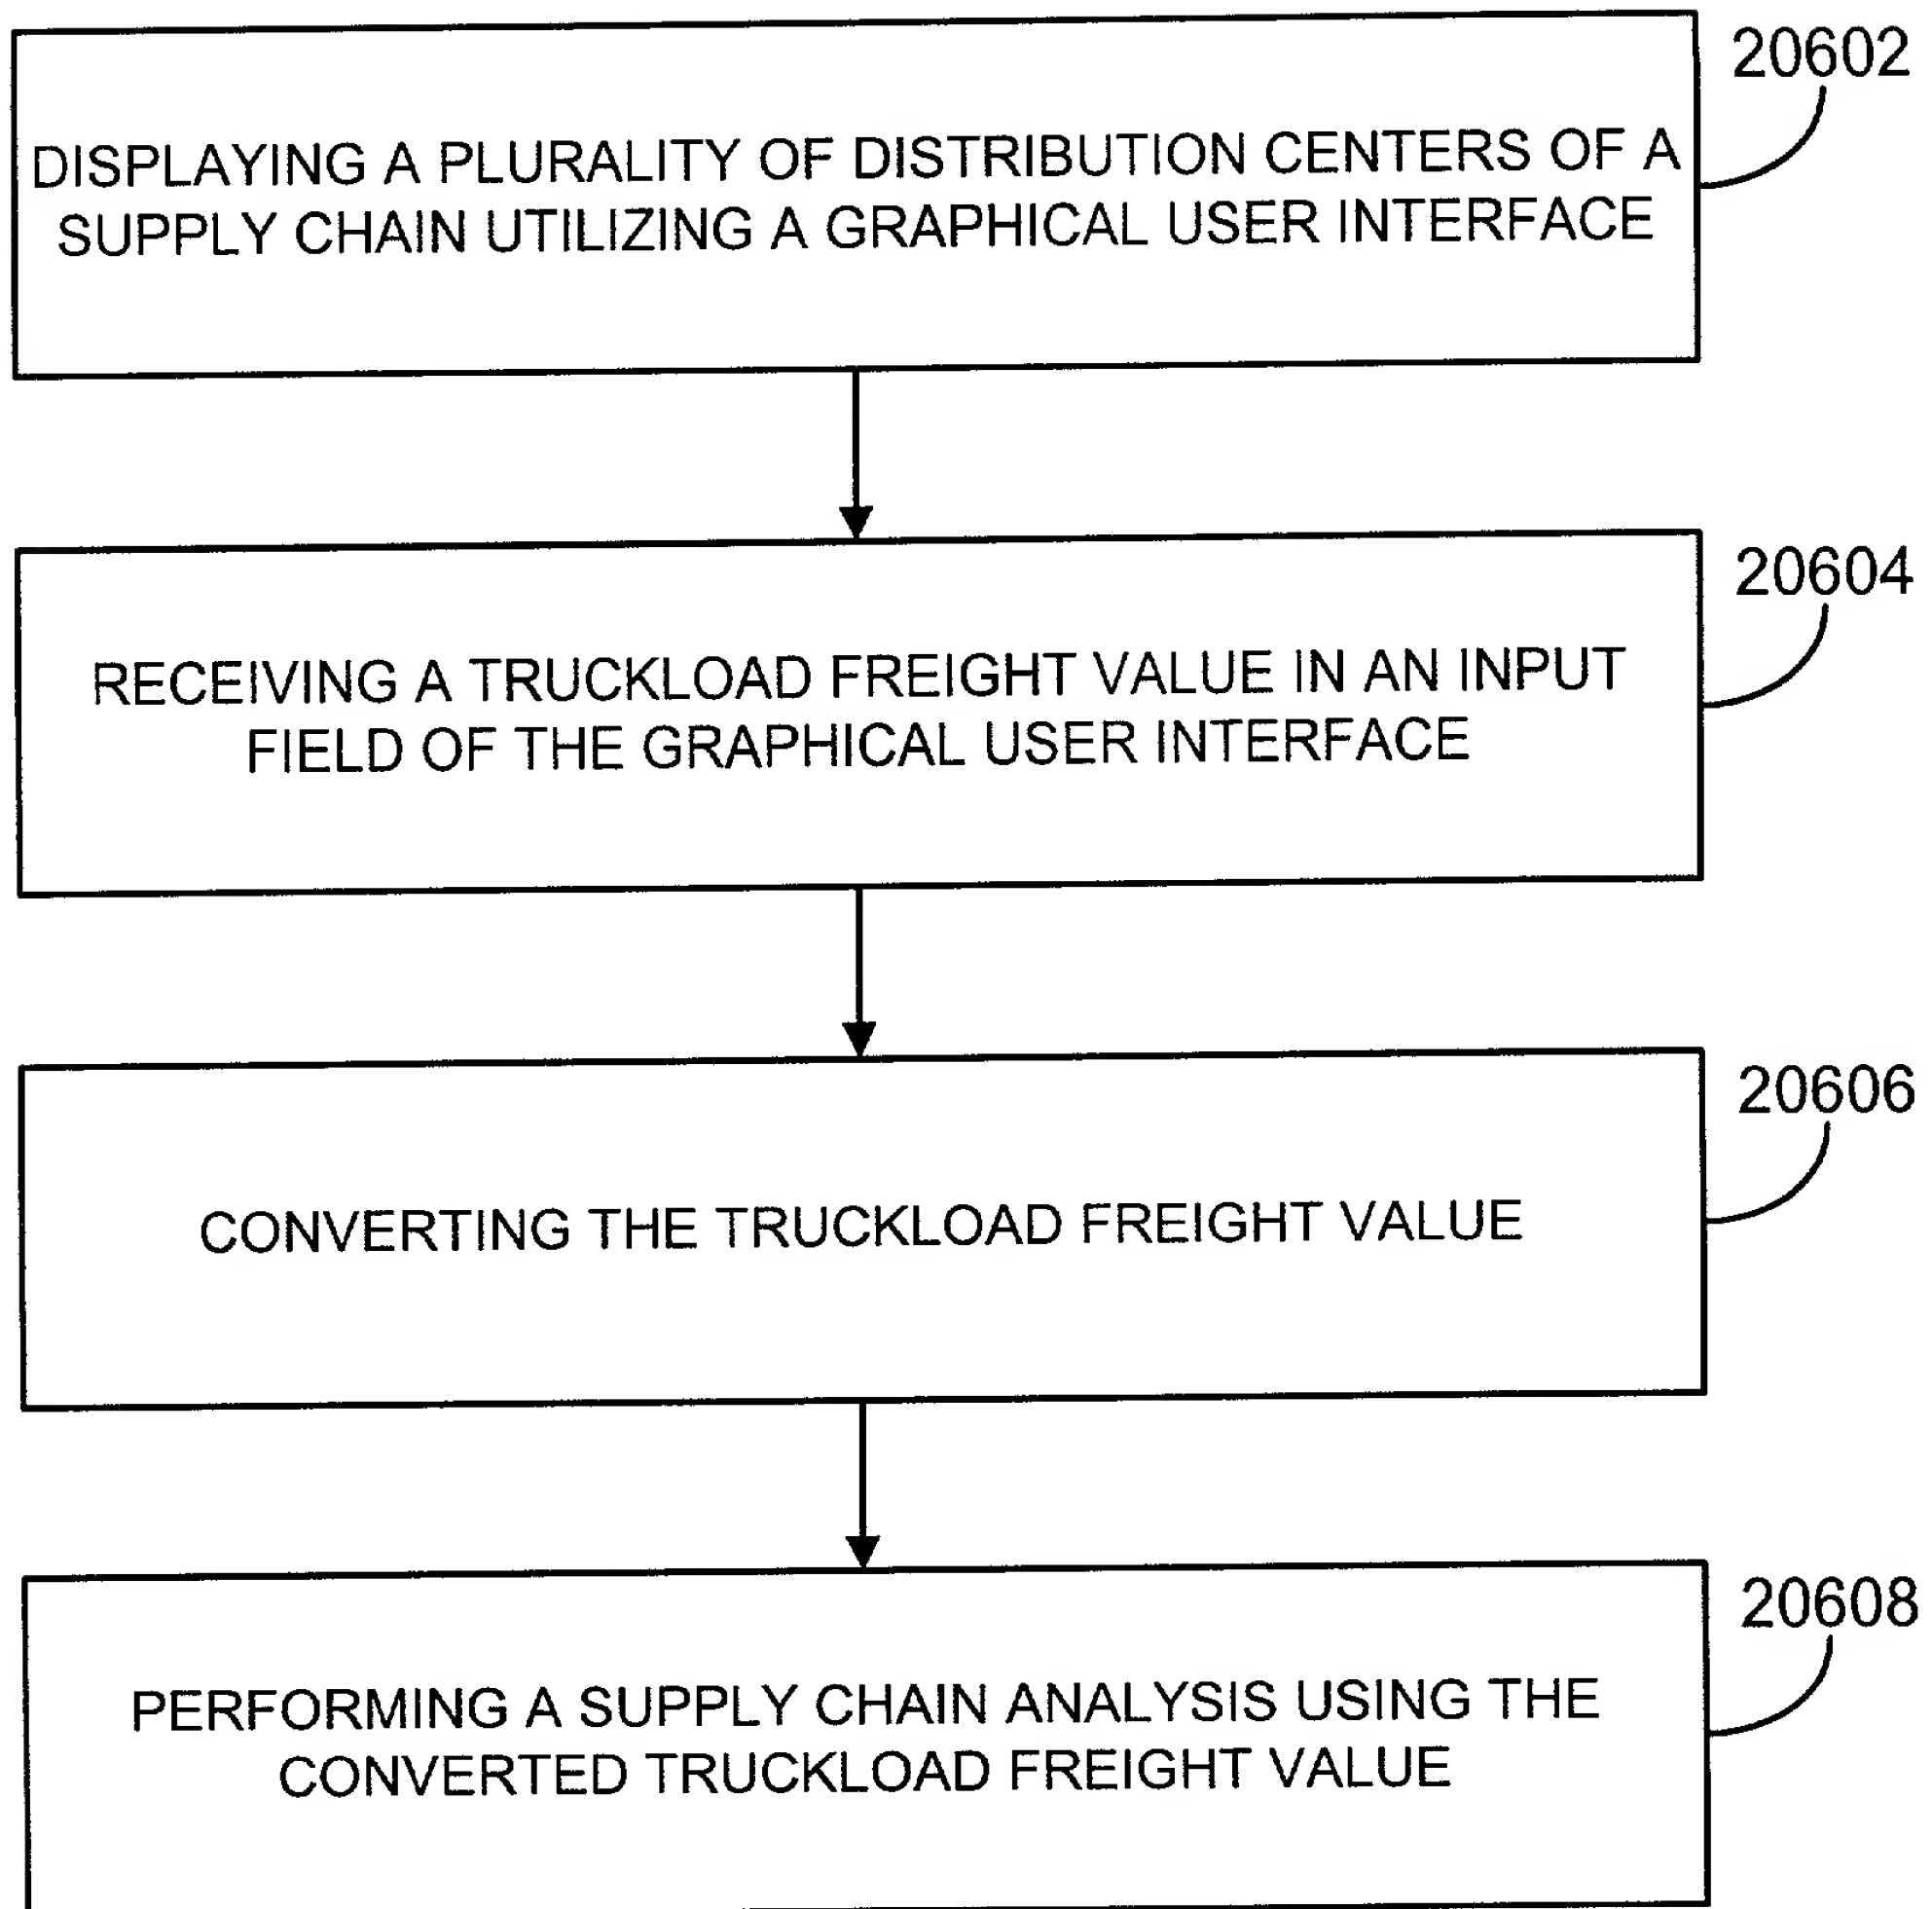 20602
DISPLAYING A PLURALITY OF DISTRIBUTION CENTERS OF A
SUPPLY CHAIN UTILIZING A GRAPHICAL USER INTERFACE
20604
RECEIVING A TRUCKLOAD FREIGHT VALUE IN AN INPUT
FIELD OF THE GRAPHICAL USER INTERFACE
20606
CONVERTING THE TRUCKLOAD FREIGHT VALUE
20608
PERFORMING A SUPPLY CHAIN ANALYSIS USING THE
CONVERTED TRUCKLOAD FREIGHT VALUE